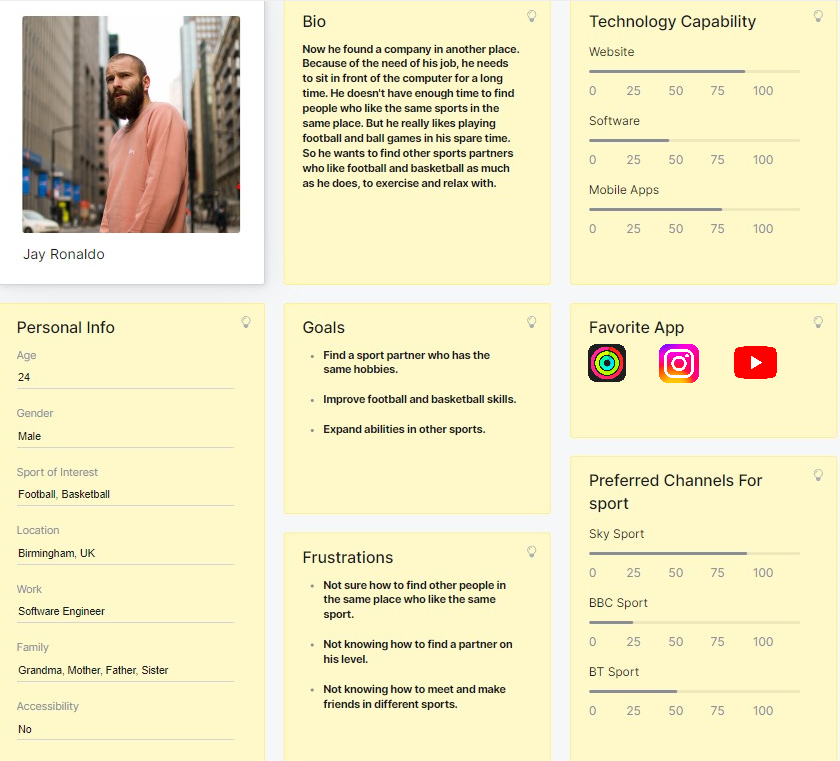 Jay Ronaldo
Personal Info
Age
24
Gender
Male
Sport of Interest
Football, Basketball
Location
Birmingham, UK
Work
Software Engineer
Family
Grandma, Mother, Father, Sister
Accessibility
No
Bio
Now he found a company in another place.
Because of the need of his job, he needs
to sit in front of the computer for a long
time. He doesn't have enough time to find
people who like the same sports in the
same place. But he really likes playing
football and ball games in his spare time.
So he wants to find other sports partners
who like football and basketball as much
as he does, to exercise and relax with.
Goals
• Find a sport partner who has the
same hobbies.
• Improve football and basketball skills.
• Expand abilities in other sports.
Frustrations
• Not sure how to find other people in
the same place who like the same
sport.
• Not knowing how to find a partner on
his level.
• Not knowing how to meet and make
friends in different sports.
Technology Capability
Website
0 25 50 75 100
Software
0 25 50 75 100
Mobile Apps
0 25 50 75 100
Favorite App
Preferred Channels For
sport
Sky Sport
0 25 50 75 100
BBC Sport
0 25 50 75 100
BT Sport
0 25 50 75 100